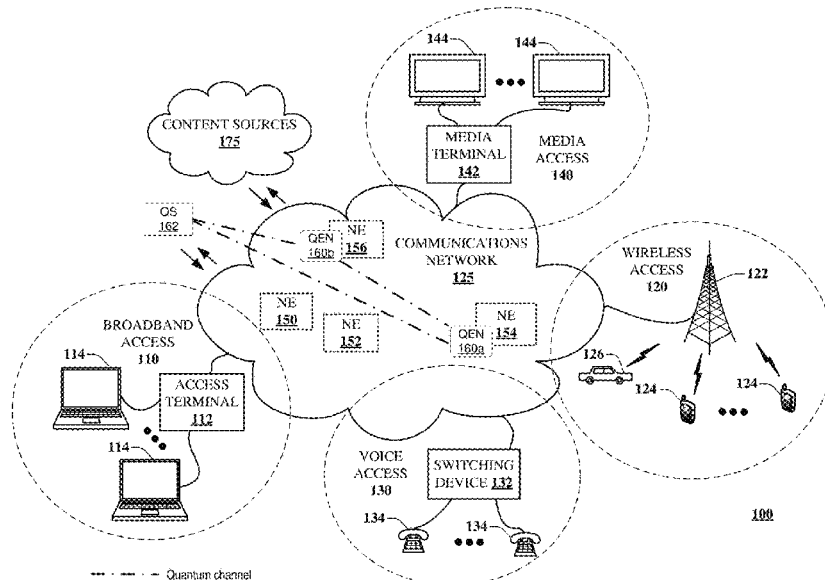 144
144
CONTENT SOURCES
175
MEDIA
TERMINAL
142
MEDIA
ACCESS
140
QS
162
QEN
160b
NE
156
COMMUNICATIONS
NETWORK
125
WIRELESS
ACCESS
120
122
NE
150
NE
152
NE
154
QEN
160a
BROADBAND
ACCESS
110
114
ACCESS
TERMINAL
112
114
126
124
124
VOICE
ACCESS
130
SWITCHING
DEVICE 132
134
134
100
Quantum channel